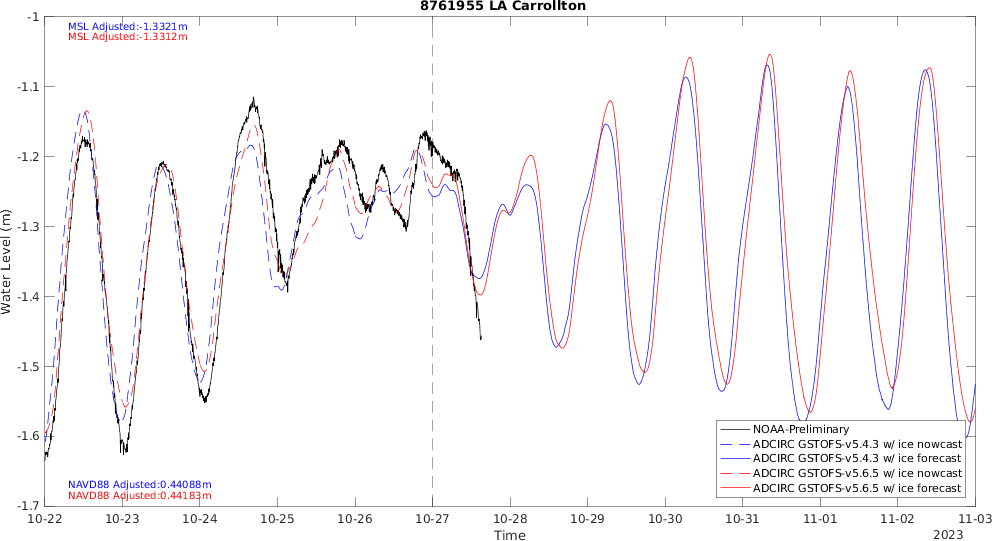 8761955 LA Carrollton
MSL Adjusted:-1.3321m
MSL Adjusted:-1.3312m
-1
-1.1
-1.2
-1.3
-1.4
-1.5
-1.6
-1.7
Water Level (m)
NOAA-Preliminary
ADCIRC GSTOFS-v5.4.3 w/ ice nowcast
ADCIRC GSTOFS-v5.4.3 w/ ice forecast
ADCIRC GSTOFS-v5.6.5 w/ ice nowcast
ADCIRC GSTOFS-v5.6.5 w/ ice forecast
NAVD88 Adjusted:0.44088m
NAVD88 Adjusted:0.44183m
10-22 10-23 10-24 10-25 10-26 10-27 10-28 10-29 10-30 10-31 11-01 11-02 11-03
Time
2023